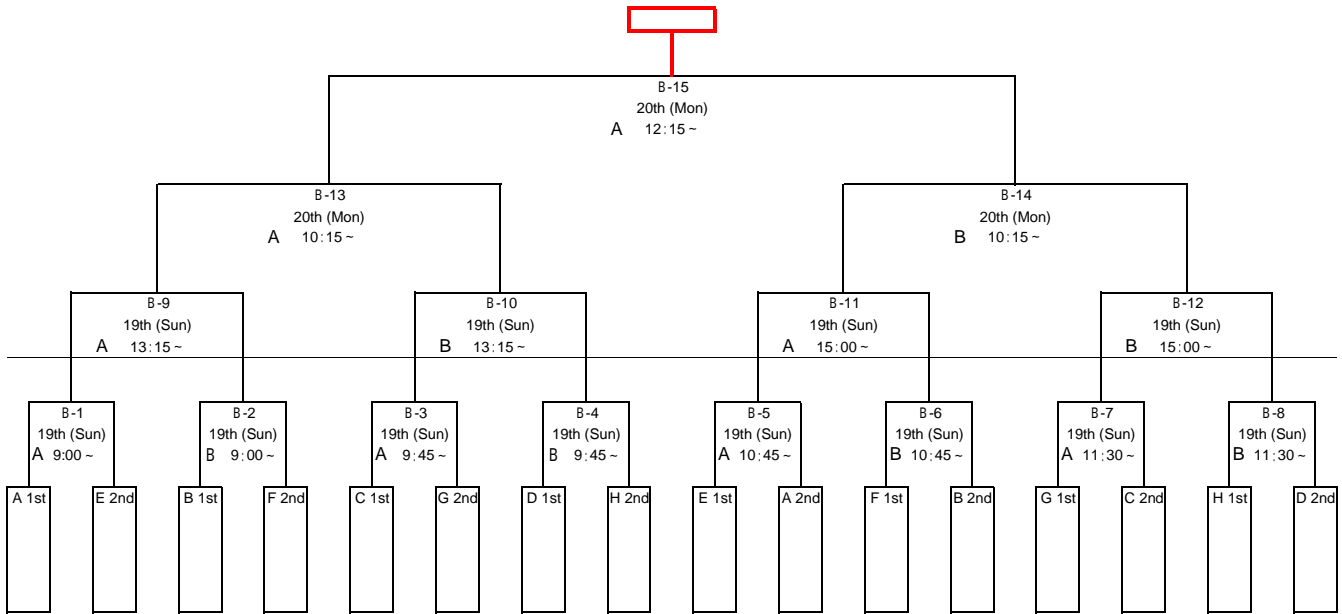 B-15
20th (Mon)
A 12:15~
B-13 B-14
20th (Mon) 20th (Mon)
A 10:15~ B 10:15~
B-9 B-10 B-11 B-12
19th (Sun) 19th (Sun) 19th (Sun) 19th (Sun)
A 13:15~ B 13:15~ A 15:00~ B 15:00~
B-1 B-2 B-3 B-4 B-5 B-6 B-7 B-8
19th (Sun) 19th (Sun) 19th (Sun) 19th (Sun) 19th (Sun) 19th (Sun) 19th (Sun) 19th (Sun)
A 9:00~ B 9:00~ A 9:45~ B 9:45~ A 10:45~ B 10:45~ A 11:30~ B 11:30~
A 1st E 2nd B 1st F 2nd C 1st G 2nd D 1st H 2nd E 1st A 2nd F 1st B 2nd G 1st C 2nd H 1st D 2nd